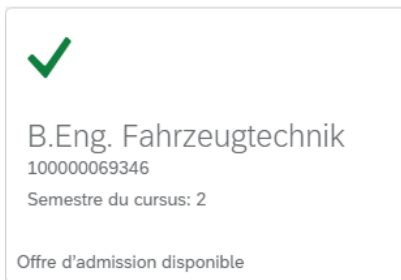 B.Eng. Fahrzeugtechnik
100000069346
Semestre du cursus: 2
Offre d'admission disponible